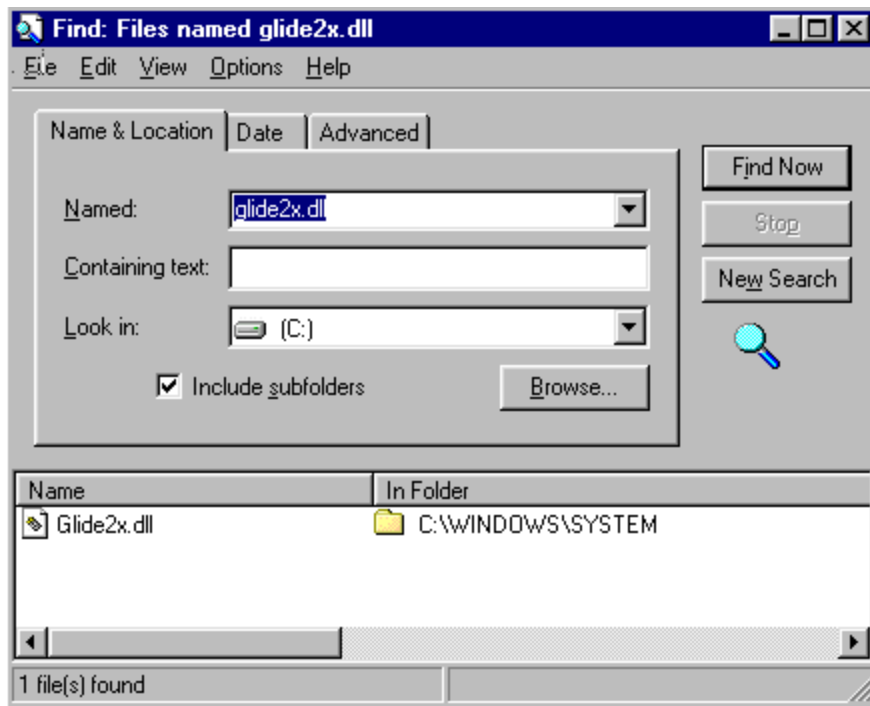 Find: Files named glide2x.dll
File Edit View Options Help
Name & Location Date Advanced
Find Now
Named: glide2x.dll
Stop
Containing text:
New Search
Look in: (C:)
Include subfolders Browse...
Name In Folder
Glide2x.dll C:\WINDOWS\SYSTEM
1 file(s) found